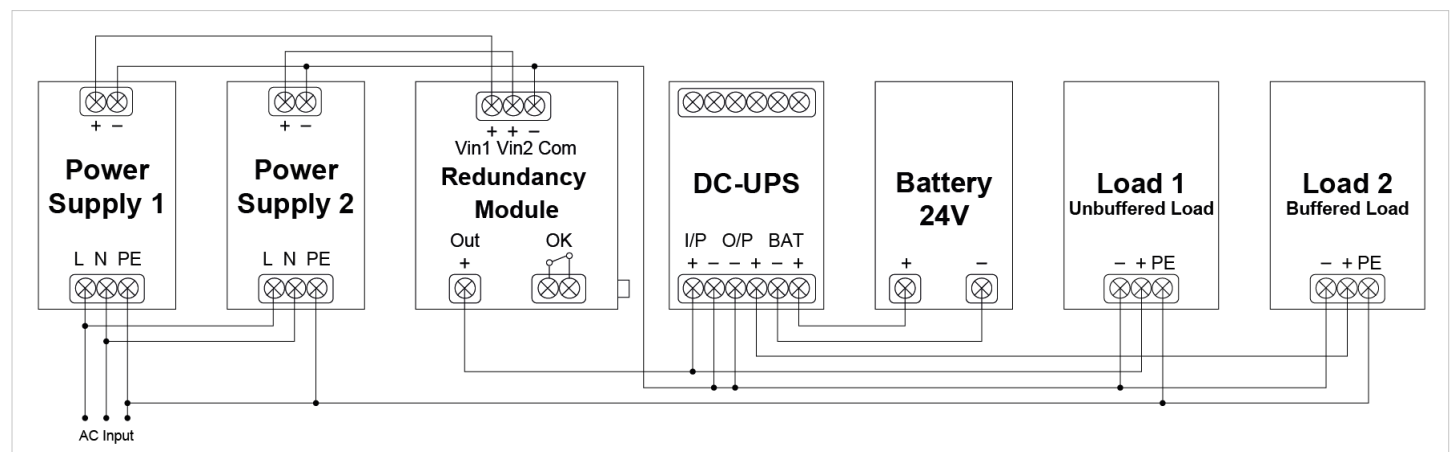 + −
Power
Supply 1
L N PE
AC Input
+ −
Power
Supply 2
L N PE
+ + −
Vin1 Vin2 Com
Redundancy
Module
Out OK
+
DC-UPS
I/P O/P BAT
+ − − + − +
Battery
24V
+ −
Load 1
Unbuffered Load
− + PE
Load 2
Buffered Load
− + PE